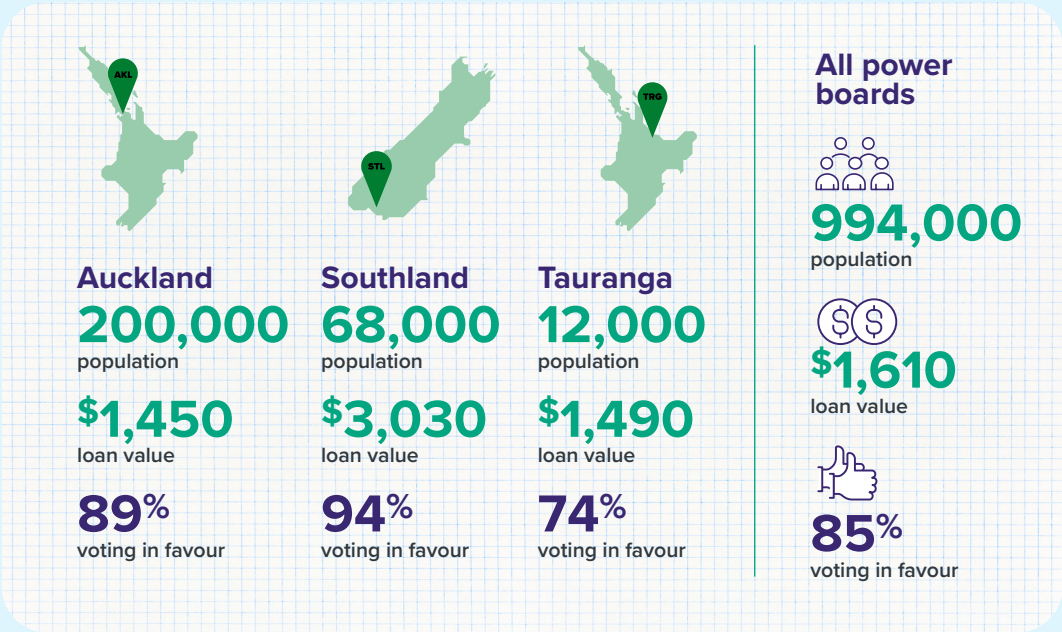 AKL
STL
TRG
Auckland
200,000
population
$1,450
loan value
89%
voting in favour
Southland
68,000
population
$3,030
loan value
94%
voting in favour
Tauranga
12,000
population
$1,490
loan value
74%
voting in favour
All power
boards
994,000
population
$ $
$1,610
loan value
85%
voting in favour